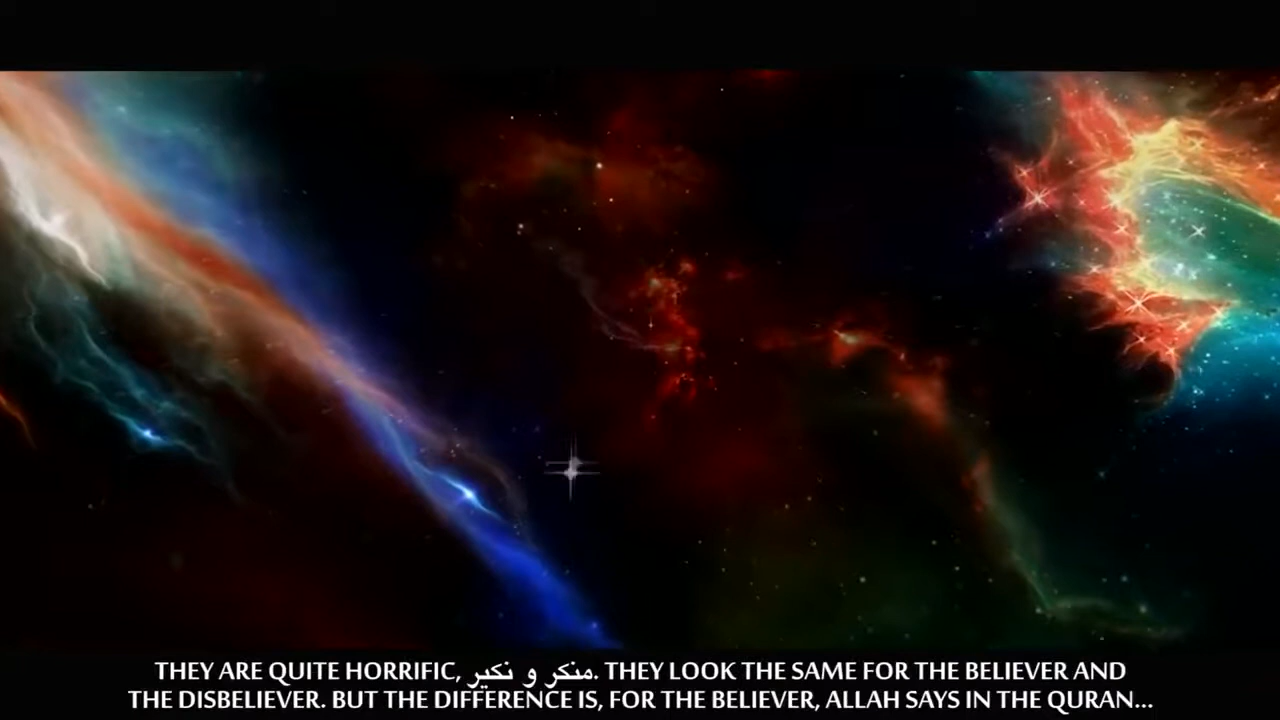 THEY ARE QUITE HORRIFIC, منكر و نكير. THEY LOOK THE SAME FOR THE BELIEVER AND
THE DISBELIEVER. BUT THE DIFFERENCE IS, FOR THE BELIEVER, ALLAH SAYS IN THE QURAN...